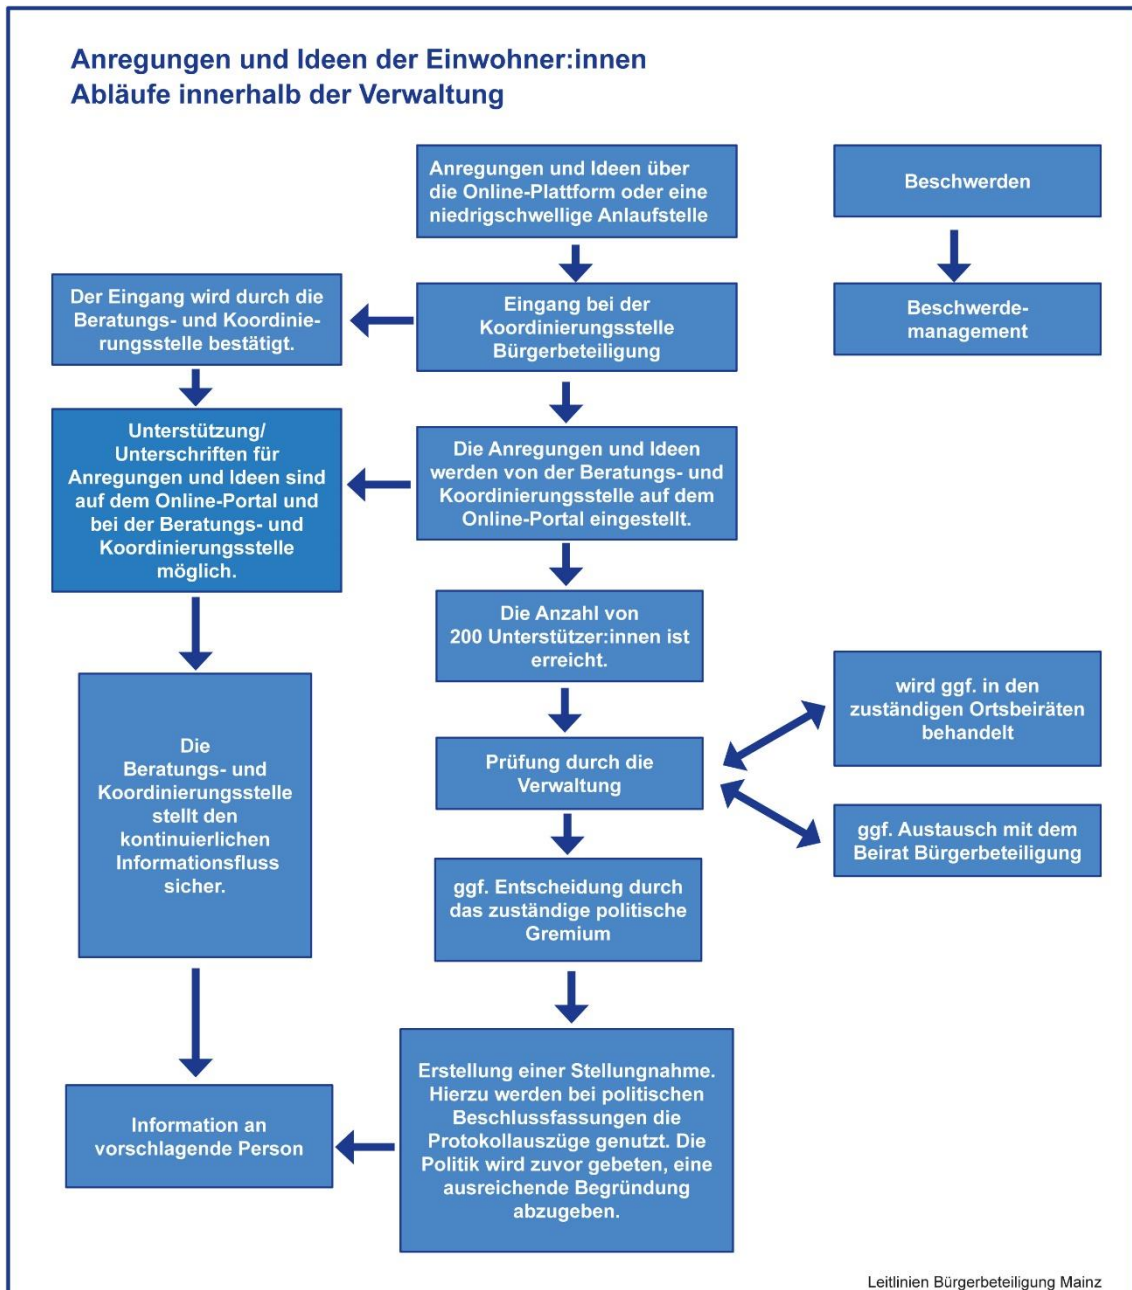 Anregungen und Ideen der Einwohner:innen
Abläufe innerhalb der Verwaltung
Anregungen und Ideen über
die Online-Plattform oder eine
niedrigschwellige Anlaufstelle
Beschwerden
Der Eingang wird durch die
Beratungs- und Koordinie-
rungsstelle bestätigt.
Eingang bei der
Koordinierungsstelle
Bürgerbeteiligung
Beschwerde-
management
Unterstützung/
Unterschriften für
Anregungen und Ideen sind
auf dem Online-Portal und
bei der Beratungs- und
Koordinierungsstelle
möglich.
Die Anregungen und Ideen
werden von der Beratungs- und
Koordinierungsstelle auf dem
Online-Portal eingestellt.
Die Anzahl von
200 Unterstützer:innen ist
erreicht.
Die
Beratungs- und
Koordinierungsstelle
stellt den
kontinuierlichen
Informationsfluss
sicher.
Prüfung durch die
Verwaltung
wird ggf. in den
zuständigen Ortsbeiräten
behandelt
ggf. Austausch mit dem
Beirat Bürgerbeteiligung
ggf. Entscheidung durch
das zuständige politische
Gremium
Erstellung einer Stellungnahme.
Hierzu werden bei politischen
Beschlussfassungen die
Protokollauszüge genutzt. Die
Politik wird zuvor gebeten, eine
ausreichende Begründung
abzugeben.
Information an
vorschlagende Person
Leitlinien Bürgerbeteiligung Mainz